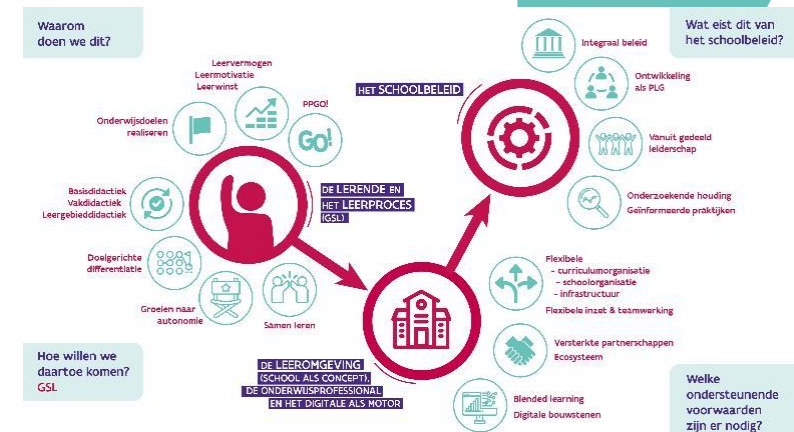 Waarom
doen we dit?
Leervermogen
Leermotivatie
Leerwinst
PPGO!
GO!
Onderwijsdoelen
realiseren
Basisdidactiek
Vakdidactiek
Leergebieddidactiek
Doelgerichte
differentiatie
Groeien naar
autonomie
Samen leren
Hoe willen we
daartoe komen?
GSL
DE LERENDE EN
HET LEERPROCES
(GSL)
HET SCHOOLBELEID
Wat eist dit van
het schoolbeleid?
Integraal beleid
Ontwikkeling
als PLG
Vanuit gedeeld
leiderschap
Onderzoekende houding
Geïnformeerde praktijken
DE LEEROMGEVING
(SCHOOL ALS CONCEPT),
DE ONDERWIJSPROFESSIONAL
EN HET DIGITALE ALS MOTOR
Flexibele
- curriculumorganisatie
- schoolorganisatie
- infrastructuur
Flexibele inzet & teamwerking
Versterkte partnerschappen
Ecosysteem
Blended learning
Digitale bouwstenen
Welke
ondersteunende
voorwaarden
zijn er nodig?